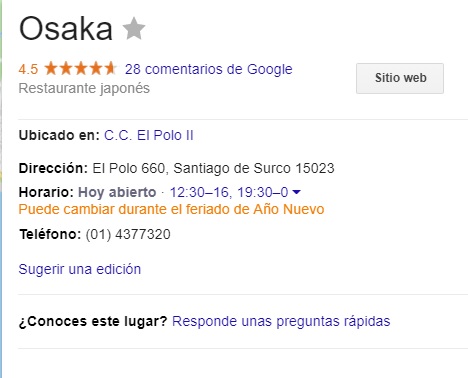 Osaka
4.5 28 comentarios de Google
Restaurante japonés
Sitio web
Ubicado en: C.C. El Polo II
Dirección: El Polo 660, Santiago de Surco 15023
Horario: Hoy abierto · 12:30–16, 19:30–0
Puede cambiar durante el feriado de Año Nuevo
Teléfono: (01) 4377320
Sugerir una edición
¿Conoces este lugar? Responde unas preguntas rápidas